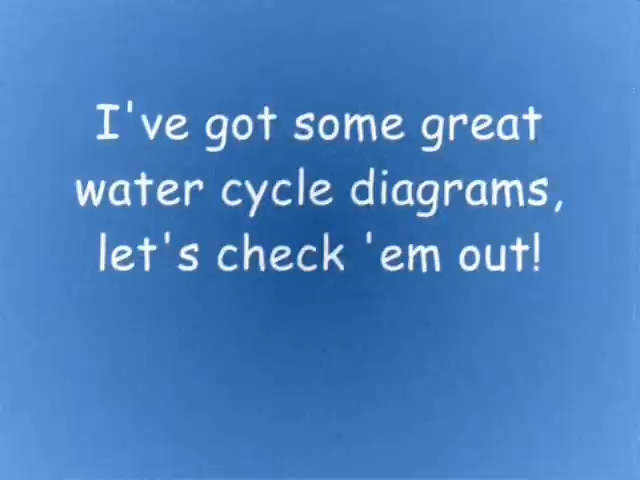 I've got some great
water cycle diagrams,
let's check 'em out!